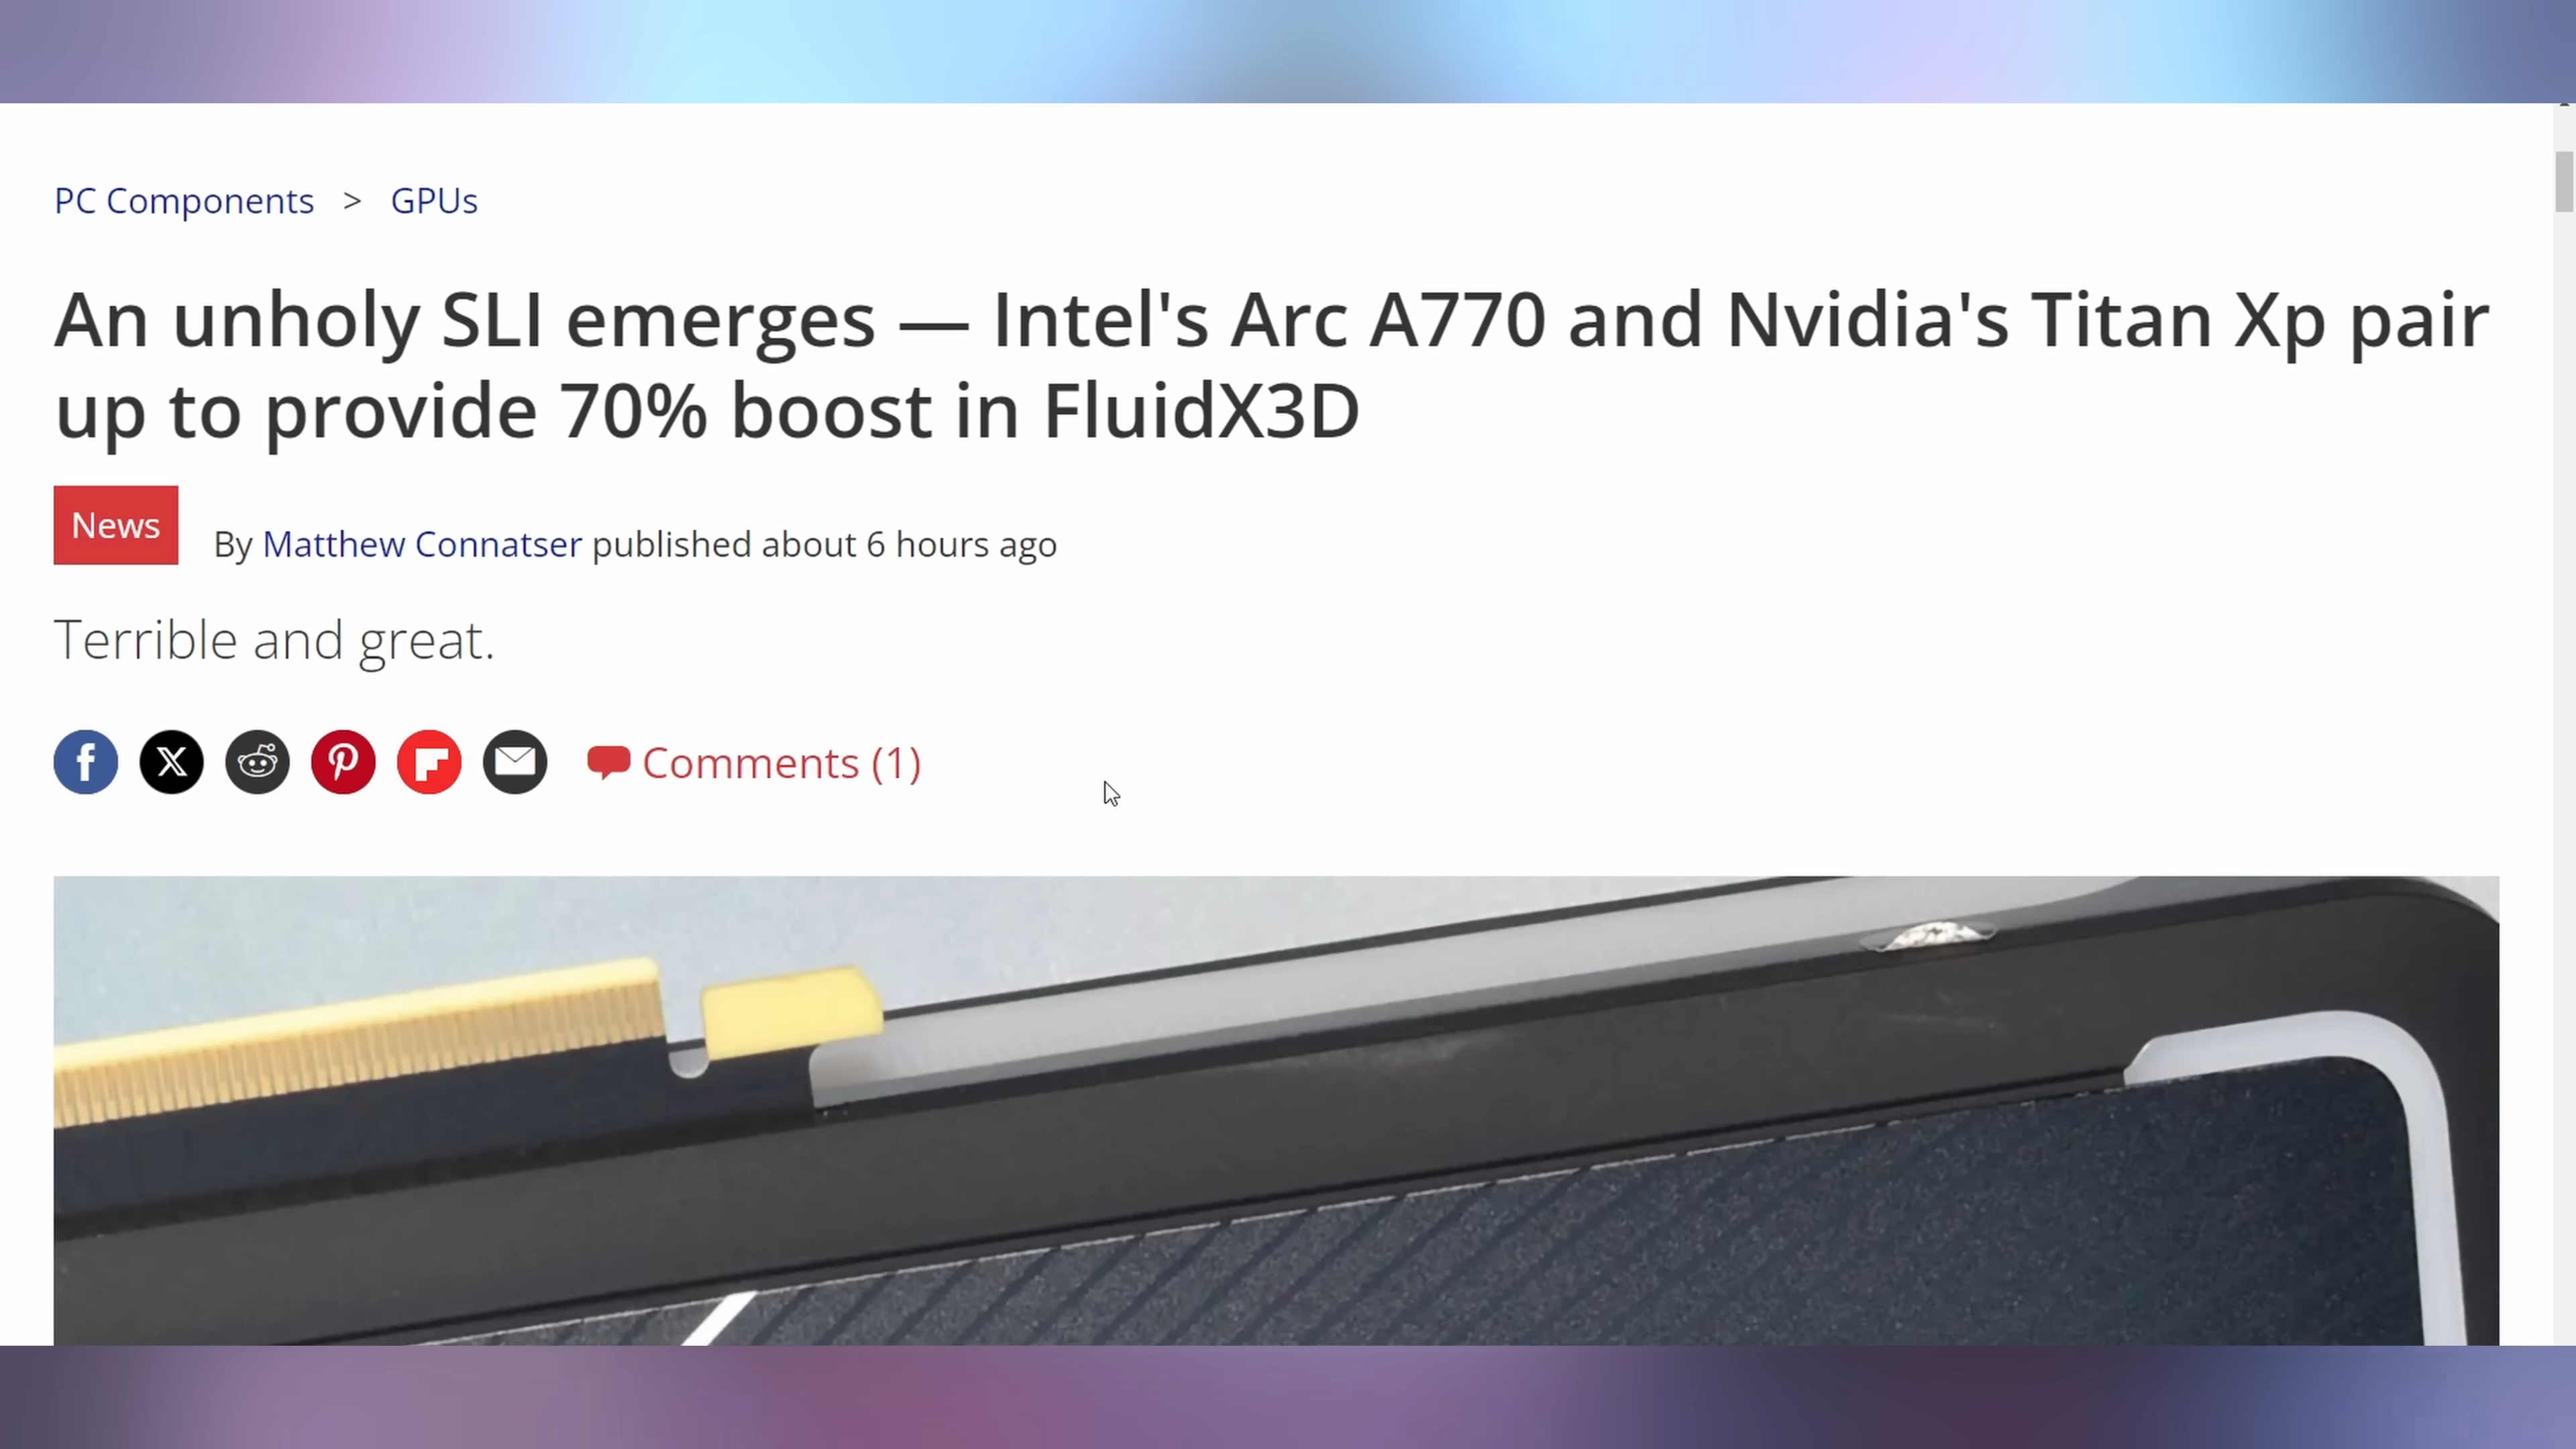 PC Components > GPUs
An unholy SLI emerges — Intel's Arc A770 and Nvidia's Titan Xp pair
up to provide 70% boost in FluidX3D
News
By Matthew Connatser published about 6 hours ago
Terrible and great.
Comments (1)